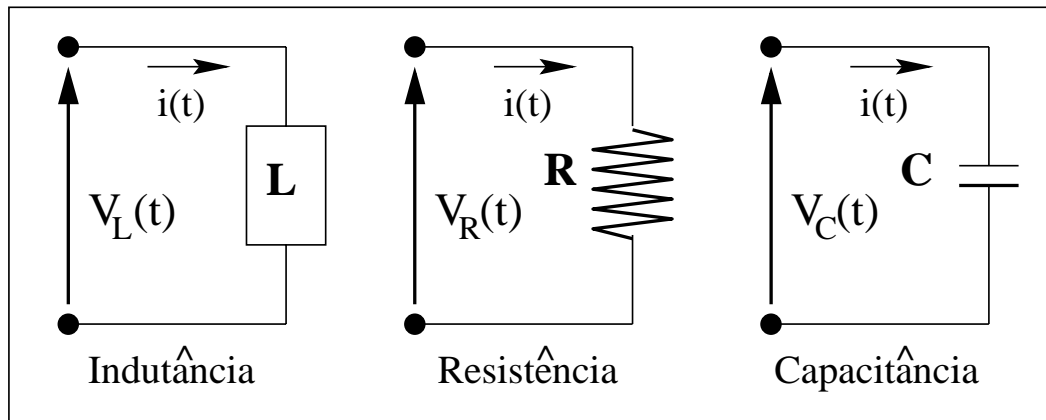 i(t)
L
V_L(t)
Indutância
i(t)
R
V_R(t)
Resistência
i(t)
C
V_C(t)
Capacitância